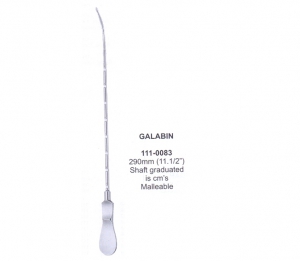 GALABIN
111-0083
290mm (11.1/2")
Shaft graduated
is cm's
Malleable